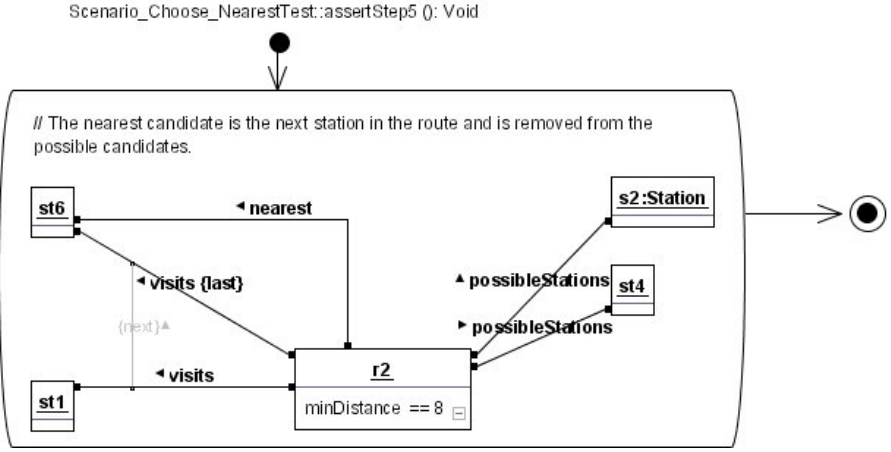 Scenario_Choose_NearestTest::assertStep5 (): Void
// The nearest candidate is the next station in the route and is removed from the
possible candidates.
st6
◄ nearest
s2:Station
◄ visits {last}
▲ possibleStations
st4
{next}▲
► possibleStations
◄ visits
r2
st1
minDistance == 8